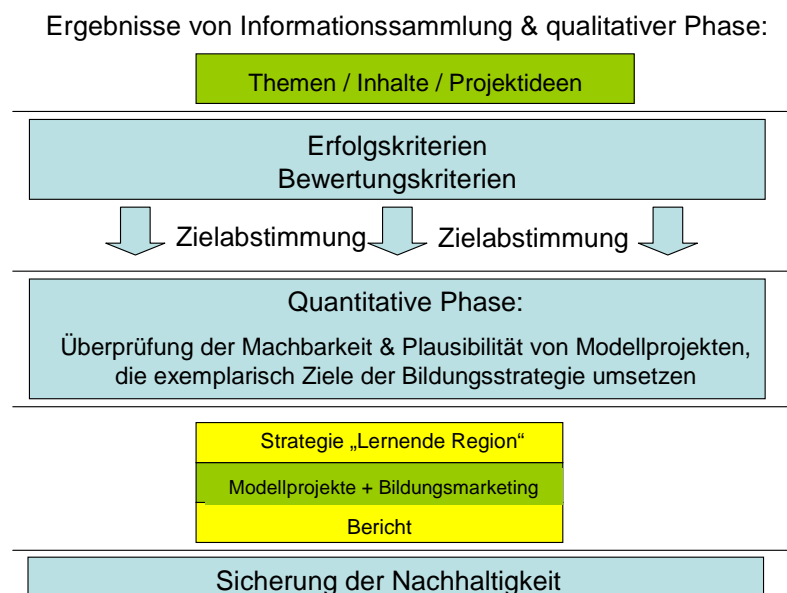 Ergebnisse von Informationssammlung & qualitativer Phase:
Themen / Inhalte / Projektideen
Erfolgskriterien
Bewertungskriterien
Zielabstimmung Zielabstimmung
Quantitative Phase:
Überprüfung der Machbarkeit & Plausibilität von Modellprojekten,
die exemplarisch Ziele der Bildungsstrategie umsetzen
Strategie „Lernende Region“
Modellprojekte + Bildungsmarketing
Bericht
Sicherung der Nachhaltigkeit